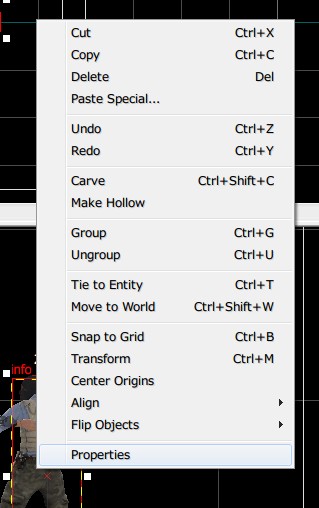 Cut Ctrl+X
Copy Ctrl+C
Delete Del
Paste Special...
Undo Ctrl+Z
Redo Ctrl+Y
Carve Ctrl+Shift+C
Make Hollow
Group Ctrl+G
Ungroup Ctrl+U
Tie to Entity Ctrl+T
Move to World Ctrl+Shift+W
Snap to Grid Ctrl+B
Transform Ctrl+M
Center Origins
Align
Flip Objects
Properties
info_